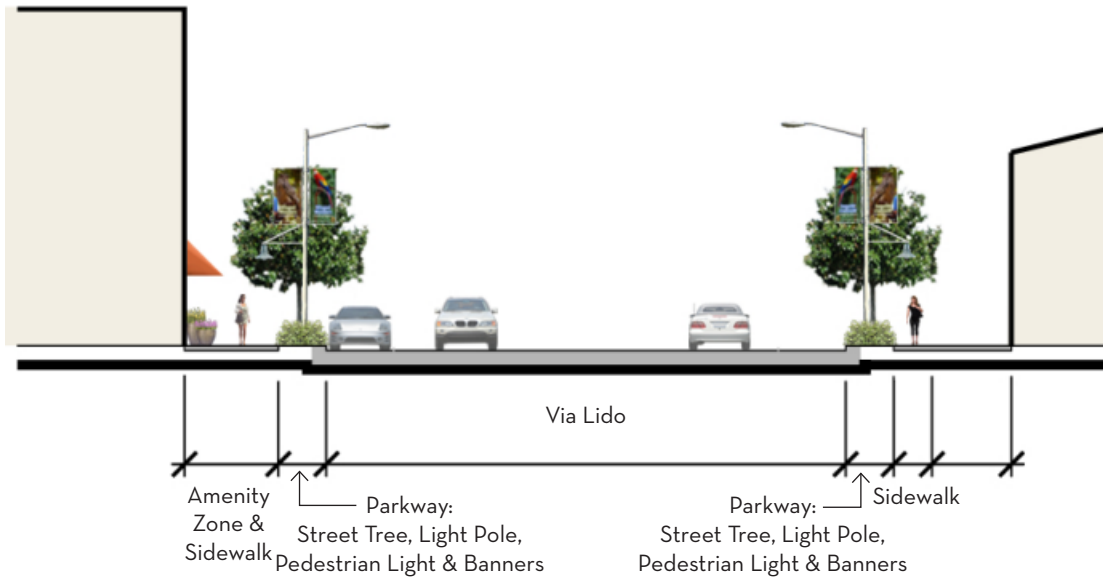 Via Lido
Amenity
Zone &
Sidewalk
Parkway:
Street Tree, Light Pole,
Pedestrian Light & Banners
Parkway:
Street Tree, Light Pole,
Pedestrian Light & Banners
Sidewalk